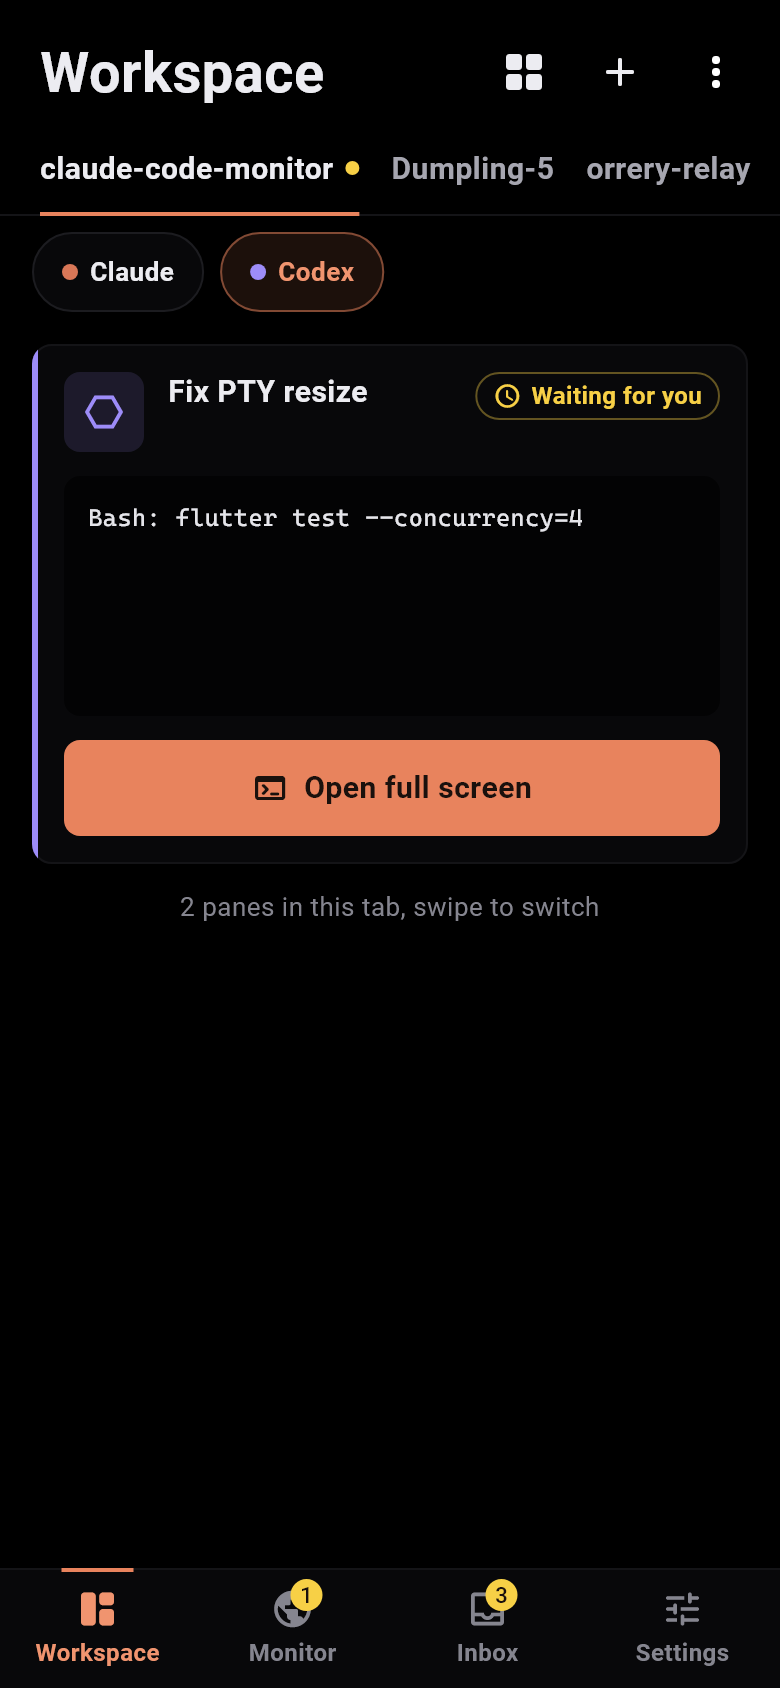 Workspace
claude-code-monitor Dumpling-5 orrery-relay
Claude Codex
Fix PTY resize Waiting for you
Bash: flutter test --concurrency=4
Open full screen
2 panes in this tab, swipe to switch
1 3
Workspace Monitor Inbox Settings